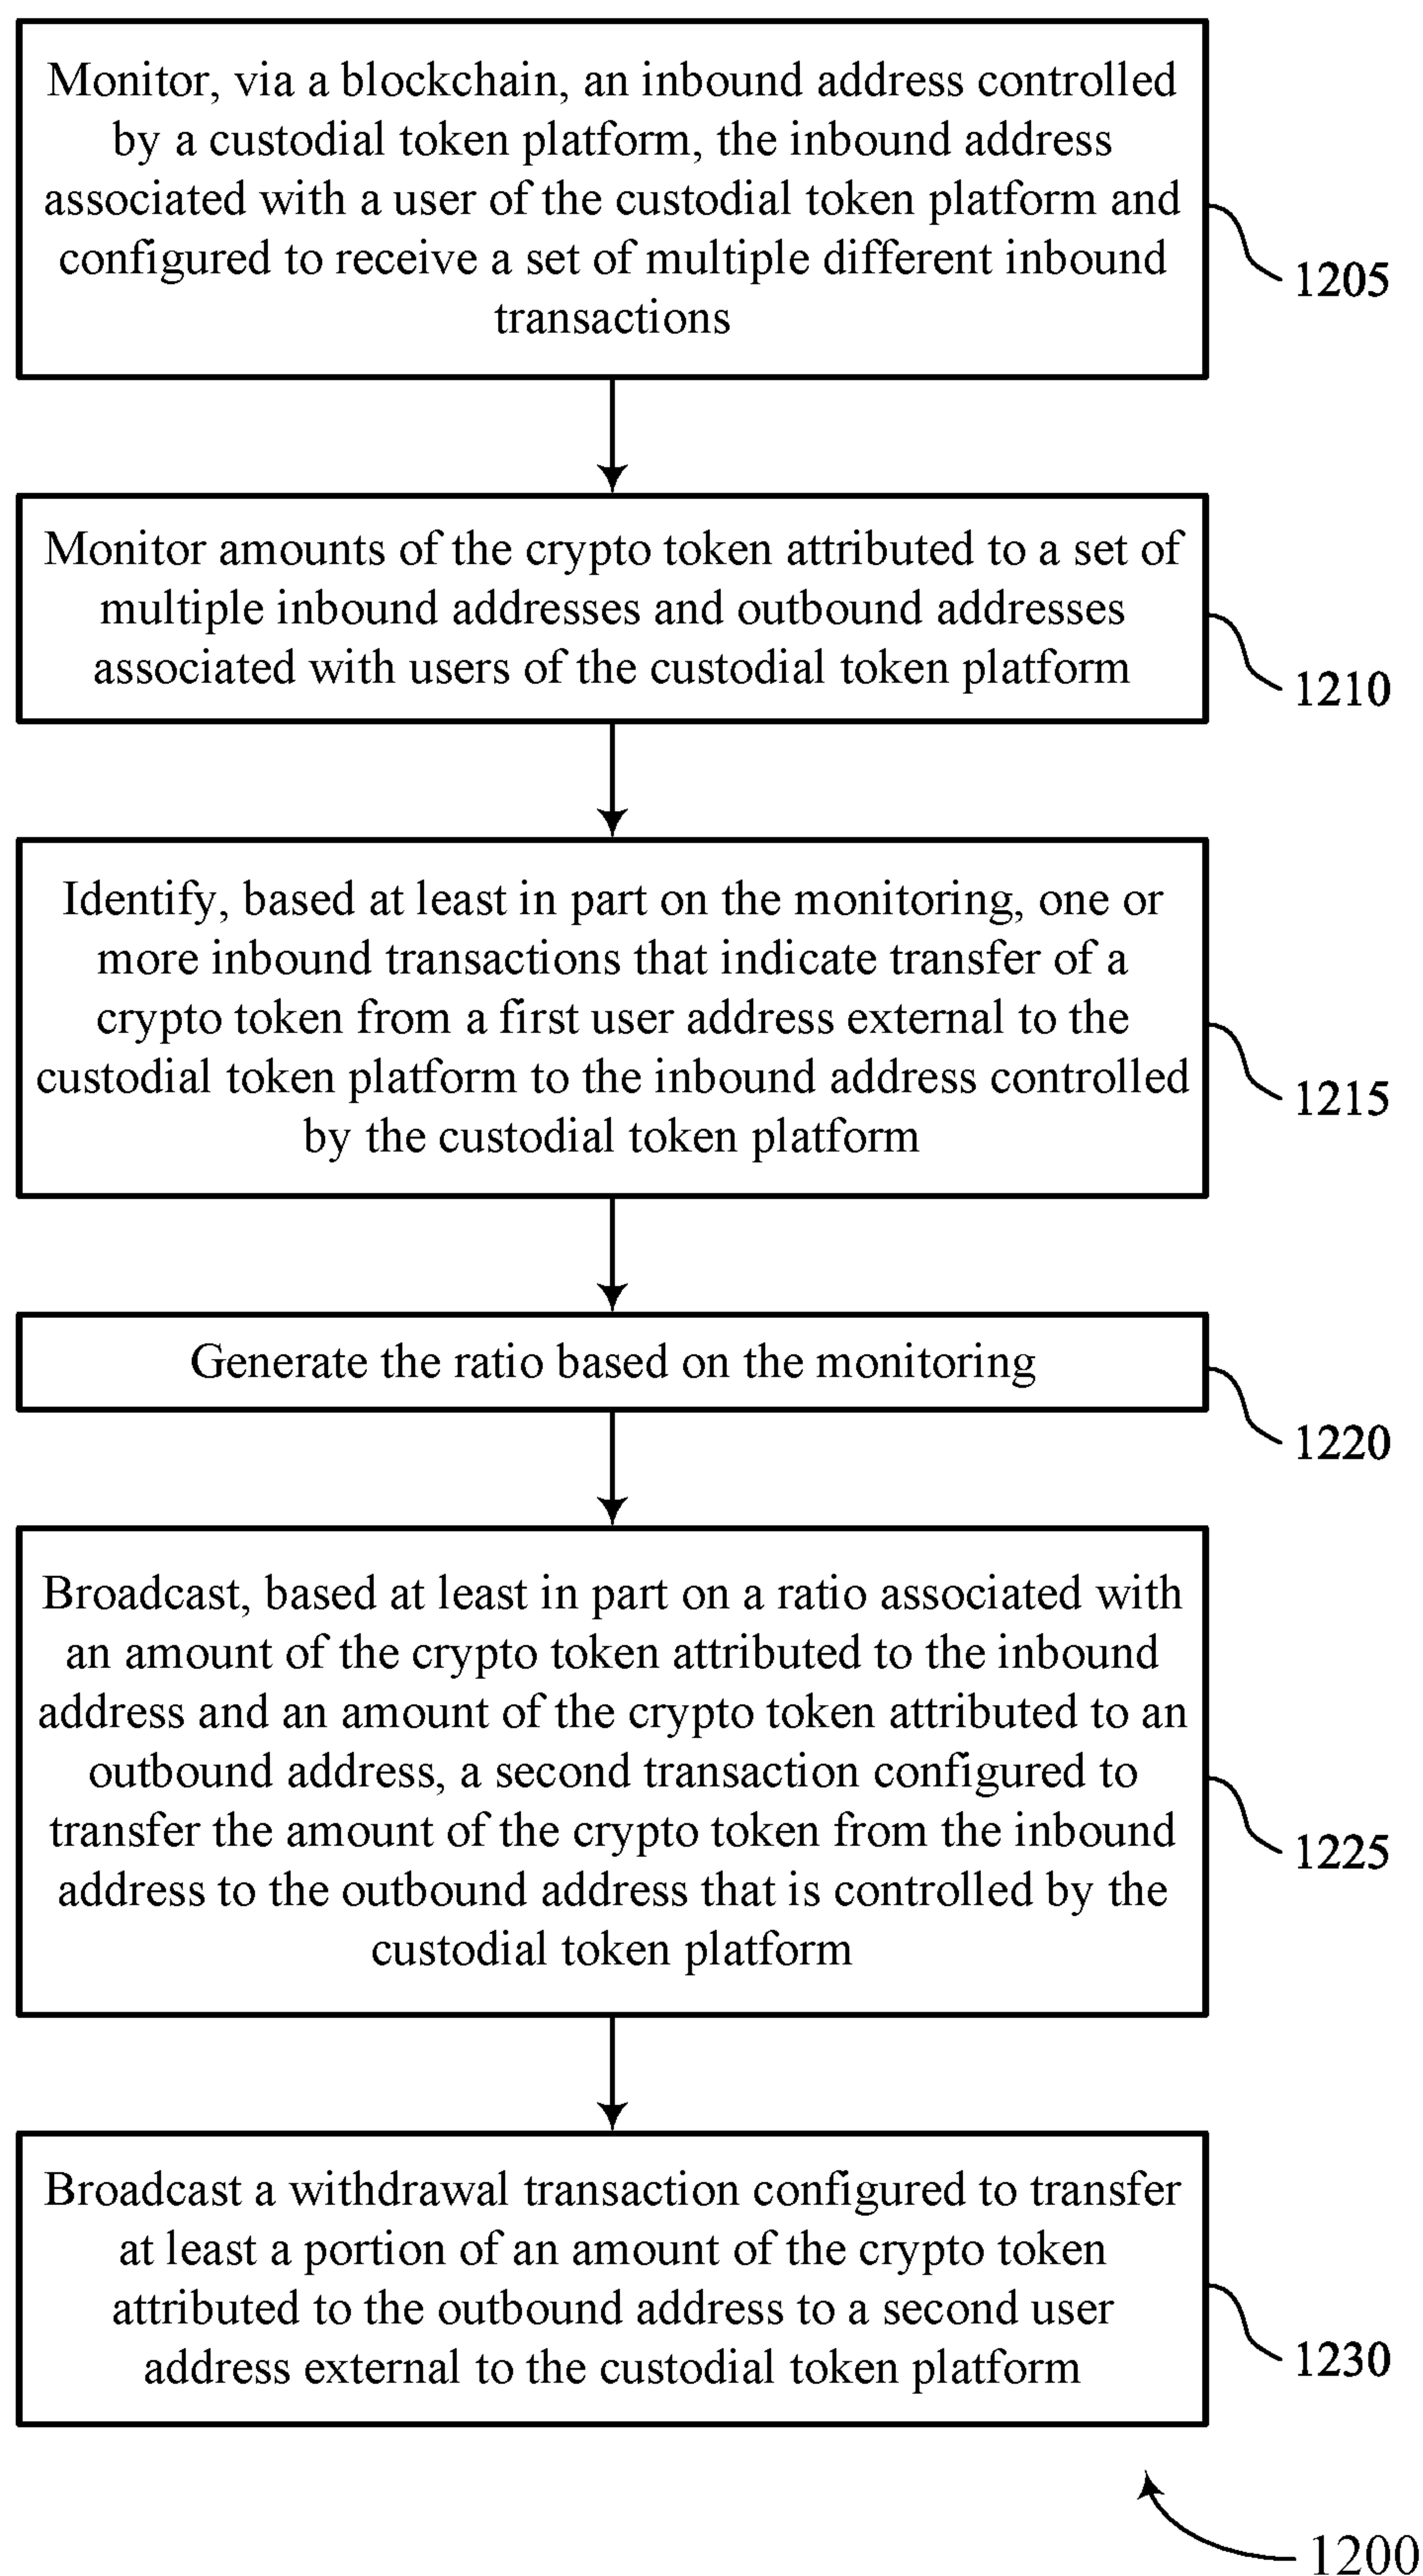 Monitor, via a blockchain, an inbound address controlled
by a custodial token platform, the inbound address
associated with a user of the custodial token platform and
configured to receive a set of multiple different inbound
transactions
1205
Monitor amounts of the crypto token attributed to a set of
multiple inbound addresses and outbound addresses
associated with users of the custodial token platform
1210
Identify, based at least in part on the monitoring, one or
more inbound transactions that indicate transfer of a
crypto token from a first user address external to the
custodial token platform to the inbound address controlled
by the custodial token platform
1215
Generate the ratio based on the monitoring
1220
Broadcast, based at least in part on a ratio associated with
an amount of the crypto token attributed to the inbound
address and an amount of the crypto token attributed to an
outbound address, a second transaction configured to
transfer the amount of the crypto token from the inbound
address to the outbound address that is controlled by the
custodial token platform
1225
Broadcast a withdrawal transaction configured to transfer
at least a portion of an amount of the crypto token
attributed to the outbound address to a second user
address external to the custodial token platform
1230
1200